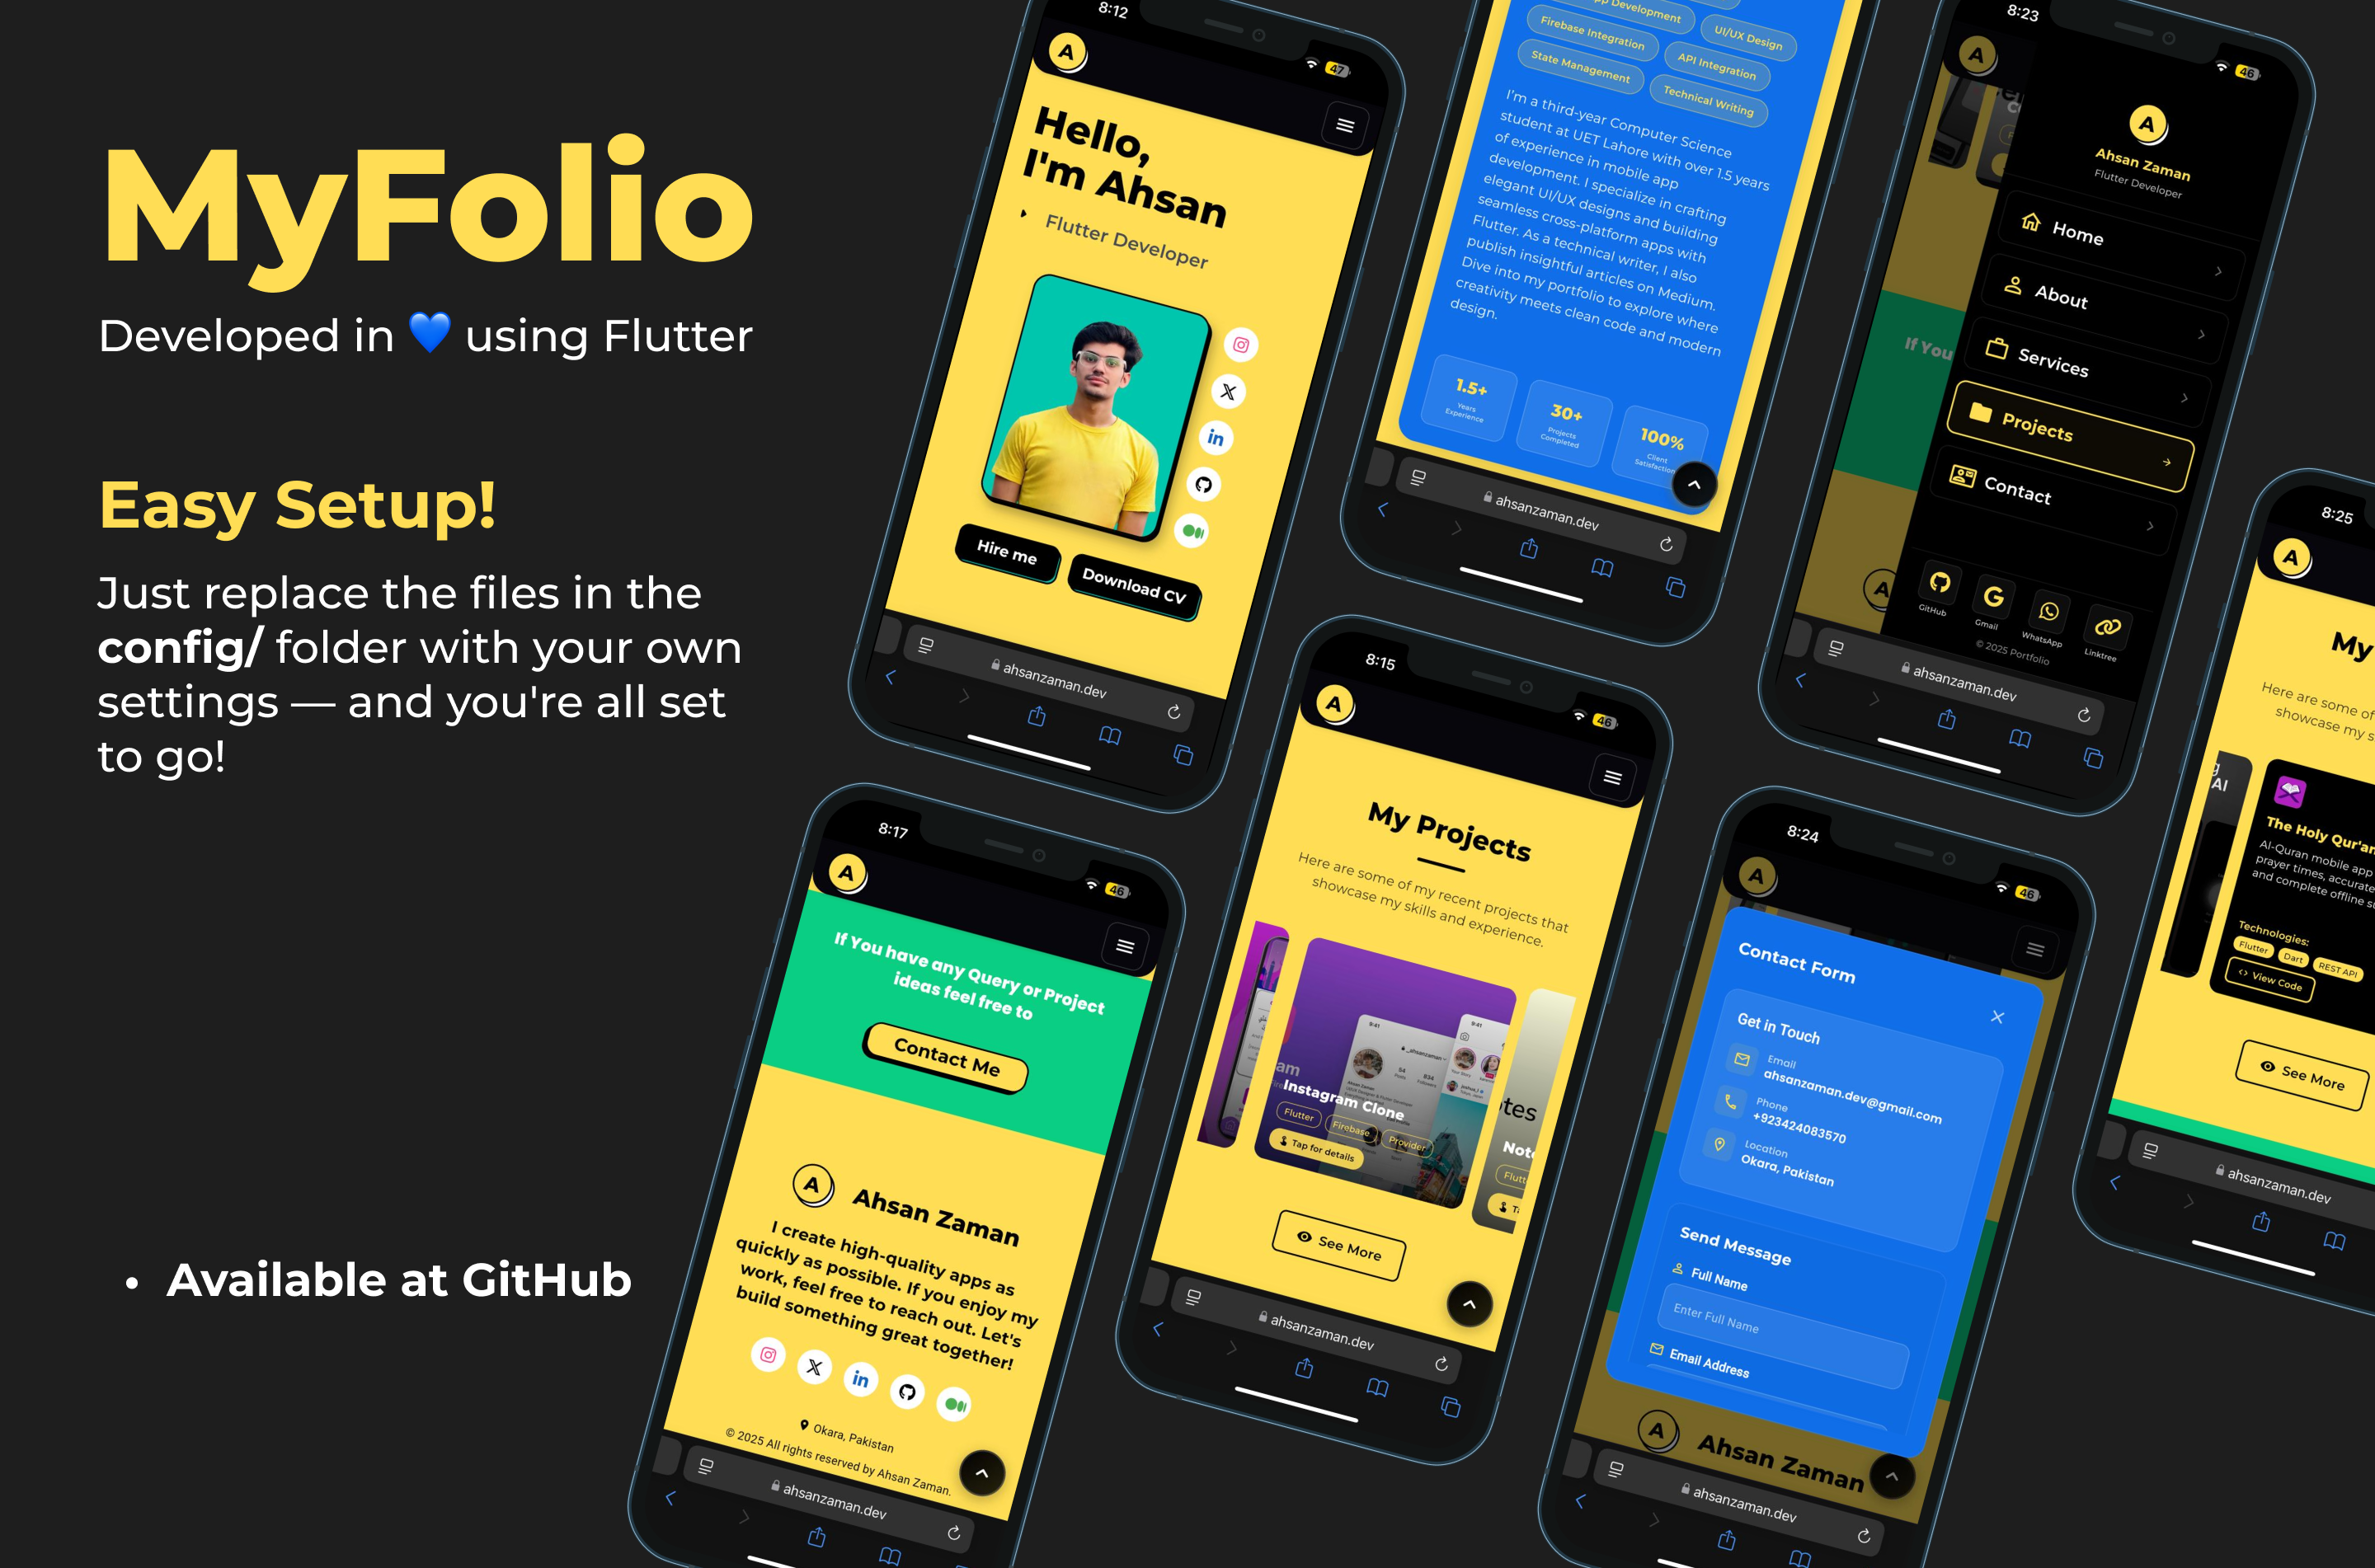 MyFolio
Developed in 💙 using Flutter
Easy Setup!
Just replace the files in the
config/ folder with your own
settings — and you're all set
to go!
• Available at GitHub
8:12
47
A
Hello,
I'm Ahsan
Flutter Developer
Hire me
Download CV
ahsanzaman.dev
Development
UI/UX Design
Firebase Integration
API Integration
State Management
Technical Writing
I'm a third-year Computer Science
student at UET Lahore with over 1.5 years
of experience in mobile app
development. I specialize in crafting
elegant UI/UX designs and building
seamless cross-platform apps with
Flutter. As a technical writer, I also
publish insightful articles on Medium.
Dive into my portfolio to explore where
creativity meets clean code and modern
design.
1.5+
Years
Experience
30+
Projects
Completed
100%
Client
Satisfaction
ahsanzaman.dev
8:23
46
A
A
Ahsan Zaman
Flutter Developer
Home
About
Services
Projects
Contact
If You
A
GitHub
Gmail
WhatsApp
Linktree
© 2025 Portfolio
ahsanzaman.dev
8:17
46
A
If You have any Query or Project
ideas feel free to
Contact Me
A
Ahsan Zaman
I create high-quality apps as
quickly as possible. If you enjoy my
work, feel free to reach out. Let's
build something great together!
in
Okara, Pakistan
© 2025 All rights reserved by Ahsan Zaman.
ahsanzaman.dev
8:15
46
A
My Projects
Here are some of my recent projects that
showcase my skills and experience.
Instagram Clone
Flutter
Firebase
Provider
Tap for details
See More
ahsanzaman.dev
8:24
46
A
Contact Form
Get in Touch
Email
ahsanzaman.dev@gmail.com
Phone
+923424083570
Location
Okara, Pakistan
Send Message
Full Name
Enter Full Name
Email Address
A
Ahsan Zaman
ahsanzaman.dev
8:25
A
My
Here are some of
showcase my s
AI
The Holy Qur'an
Al-Quran mobile app
prayer times, accurate
and complete offline
Technologies:
Flutter
Dart
REST API
<> View Code
See More
ahsanzaman.dev